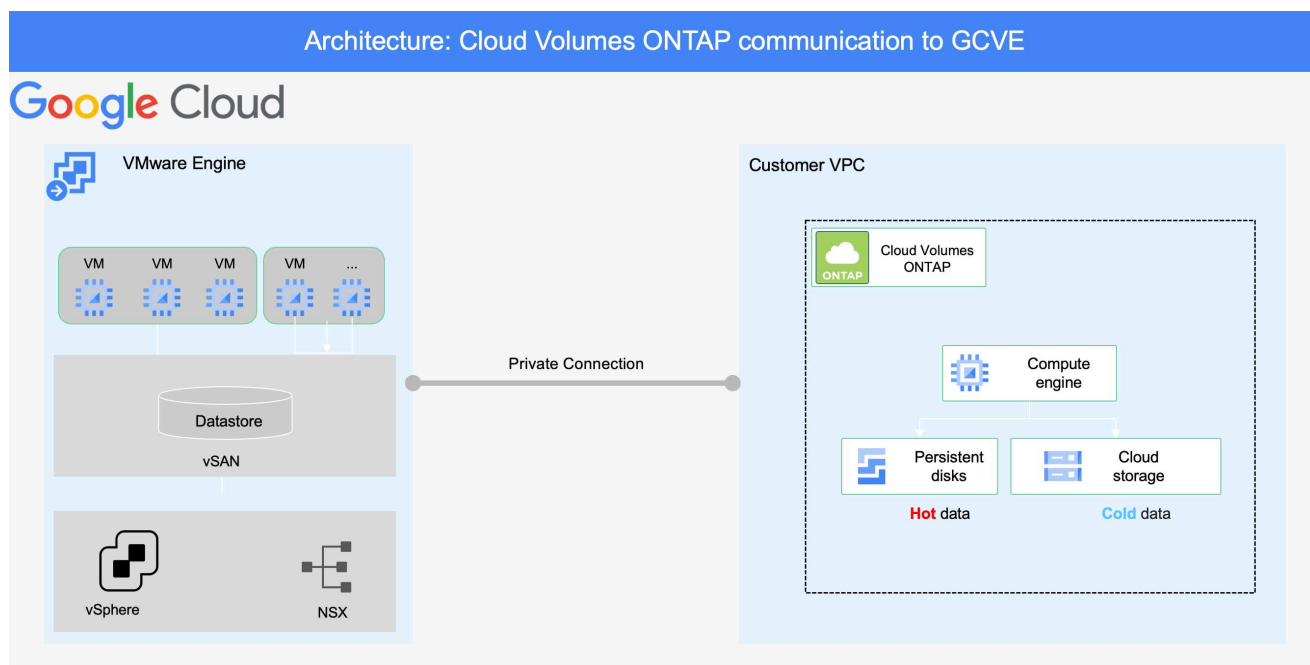 Architecture: Cloud Volumes ONTAP communication to GCVE
Google Cloud
VMware Engine
VM
VM
VM
VM
...
Datastore
vSAN
vSphere
NSX
Private Connection
Customer VPC
ONTAP
Cloud Volumes
ONTAP
Compute
engine
Persistent
disks
Cloud
storage
Hot data
Cold data